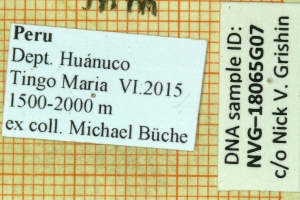 Peru
Dept. Huánuco
Tingo Maria VI.2015
1500-2000 m
ex coll. Michael Büche
DNA sample ID:
NVG-18065G07
c/o Nick V. Grishin